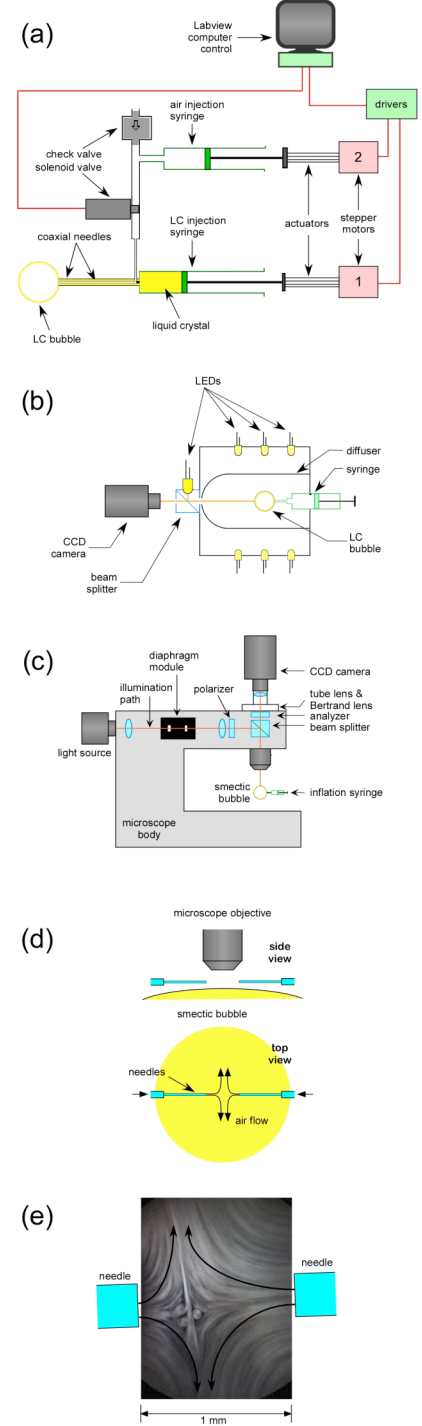 (a)
Labview
computer
control
drivers
air injection
syringe
check valve
solenoid valve
2
LC injection
syringe
actuators
stepper
motors
coaxial needles
1
LC bubble
liquid crystal
(b)
LEDs
diffuser
syringe
CCD
camera
LC
bubble
beam
splitter
(c)
diaphragm
module
CCD camera
illumination
path
polarizer
tube lens &
Bertrand lens
analyzer
beam splitter
light source
smectic
bubble
inflation syringe
microscope
body
(d)
microscope objective
side
view
smectic bubble
top
view
needles
air flow
(e)
needle
needle
1 mm